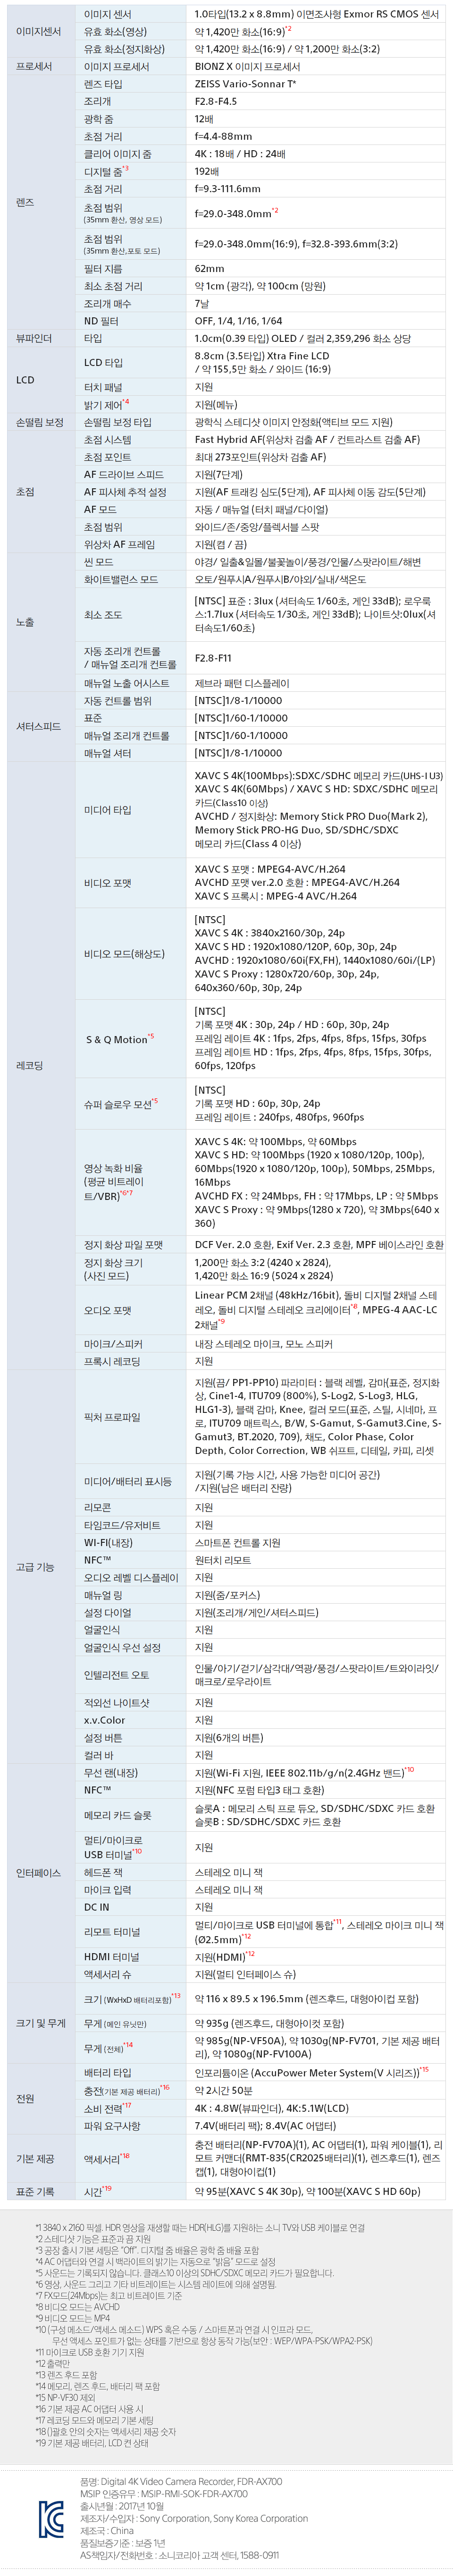 이미지센서
이미지 센서
1.0타입(13.2 x 8.8mm) 이면조사형 Exmor RS CMOS 센서
유효 화소(영상)
약 1,420만 화소(16:9)*2
유효 화소(정지화상)
약 1,420만 화소(16:9) / 약 1,200만 화소(3:2)
프로세서
이미지 프로세서
BIONZ X 이미지 프로세서
렌즈
렌즈 타입
ZEISS Vario-Sonnar T*
조리개
F2.8-F4.5
광학 줌
12배
초점 거리
f=4.4-88mm
클리어 이미지 줌
4K : 18배 / HD : 24배
디지털 줌*3
192배
초점 거리
f=9.3-111.6mm
초점 범위
(35mm 환산, 영상 모드)
f=29.0-348.0mm*2
초점 범위
(35mm 환산,포토 모드)
f=29.0-348.0mm(16:9), f=32.8-393.6mm(3:2)
필터 지름
62mm
최소 초점 거리
약 1cm (광각), 약 100cm (망원)
조리개 매수
7날
ND 필터
OFF, 1/4, 1/16, 1/64
뷰파인더
타입
1.0cm(0.39 타입) OLED / 컬러 2,359,296 화소 상당
LCD
LCD 타입
8.8cm (3.5타입) Xtra Fine LCD
/ 약 155,5만 화소 / 와이드 (16:9)
터치 패널
지원
밝기 제어*4
지원(메뉴)
손떨림 보정
손떨림 보정 타입
광학식 스테디샷 이미지 안정화(액티브 모드 지원)
초점
초점 시스템
Fast Hybrid AF(위상차 검출 AF / 컨트라스트 검출 AF)
초점 포인트
최대 273포인트(위상차 검출 AF)
AF 드라이브 스피드
지원(7단계)
AF 피사체 추적 설정
지원(AF 트래킹 심도(5단계), AF 피사체 이동 감도(5단계)
AF 모드
자동 / 매뉴얼 (터치 패널/다이얼)
초점 범위
와이드/존/중앙/플렉서블 스팟
위상차 AF 프레임
지원(켬 / 끔)
노출
씬 모드
야경/ 일출&일몰/불꽃놀이/풍경/인물/스팟라이트/해변
화이트밸런스 모드
오토/원푸시A/원푸시B/야외/실내/색온도
최소 조도
[NTSC] 표준 : 3lux (셔터속도 1/60초, 게인 33dB); 로우룩
스:1.7lux (셔터속도 1/30초, 게인 33dB); 나이트샷:0lux(셔
터속도1/60초)
자동 조리개 컨트롤
/ 매뉴얼 조리개 컨트롤
F2.8-F11
매뉴얼 노출 어시스트
제브라 패턴 디스플레이
셔터스피드
자동 컨트롤 범위
[NTSC]1/8-1/10000
표준
[NTSC]1/60-1/10000
매뉴얼 조리개 컨트롤
[NTSC]1/60-1/10000
매뉴얼 셔터
[NTSC]1/8-1/10000
레코딩
미디어 타입
XAVC S 4K(100Mbps):SDXC/SDHC 메모리 카드(UHS-I U3)
XAVC S 4K(60Mbps) / XAVC S HD: SDXC/SDHC 메모리
카드(Class10 이상)
AVCHD / 정지화상: Memory Stick PRO Duo(Mark 2),
Memory Stick PRO-HG Duo, SD/SDHC/SDXC
메모리 카드(Class 4 이상)
비디오 포맷
XAVC S 포맷 : MPEG4-AVC/H.264
AVCHD 포맷 ver.2.0 호환 : MPEG4-AVC/H.264
XAVC S 프록시 : MPEG-4 AVC/H.264
비디오 모드(해상도)
[NTSC]
XAVC S 4K : 3840x2160/30p, 24p
XAVC S HD : 1920x1080/120P, 60p, 30p, 24p
AVCHD : 1920x1080/60i(FX,FH), 1440x1080/60i/(LP)
XAVC S Proxy : 1280x720/60p, 30p, 24p,
640x360/60p, 30p, 24p
S & Q Motion*5
[NTSC]
기록 포맷 4K : 30p, 24p / HD : 60p, 30p, 24p
프레임 레이트 4K : 1fps, 2fps, 4fps, 8fps, 15fps, 30fps
프레임 레이트 HD : 1fps, 2fps, 4fps, 8fps, 15fps, 30fps,
60fps, 120fps
슈퍼 슬로우 모션*5
[NTSC]
기록 포맷 HD : 60p, 30p, 24p
프레임 레이트 : 240fps, 480fps, 960fps
영상 녹화 비율
(평균 비트레이
트/VBR)*6*7
XAVC S 4K: 약 100Mbps, 약 60Mbps
XAVC S HD: 약 100Mbps (1920 x 1080/120p, 100p),
60Mbps(1920 x 1080/120p, 100p), 50Mbps, 25Mbps,
16Mbps
AVCHD FX : 약 24Mbps, FH : 약 17Mbps, LP : 약 5Mbps
XAVC S Proxy : 약 9Mbps(1280 x 720), 약 3Mbps(640 x
360)
정지 화상 파일 포맷
DCF Ver. 2.0 호환, Exif Ver. 2.3 호환, MPF 베이스라인 호환
정지 화상 크기
(사진 모드)
1,200만 화소 3:2 (4240 x 2824),
1,420만 화소 16:9 (5024 x 2824)
오디오 포맷
Linear PCM 2채널 (48kHz/16bit), 돌비 디지털 2채널 스테
레오, 돌비 디지털 스테레오 크리에이터*8, MPEG-4 AAC-LC
2채널*9
마이크/스피커
내장 스테레오 마이크, 모노 스피커
프록시 레코딩
지원
고급 기능
픽처 프로파일
지원(끔/ PP1-PP10) 파라미터 : 블랙 레벨, 감마(표준, 정지화
상, Cine1-4, ITU709 (800%), S-Log2, S-Log3, HLG,
HLG1-3), 블랙 감마, Knee, 컬러 모드(표준, 스틸, 시네마, 프
로, ITU709 매트릭스, B/W, S-Gamut, S-Gamut3.Cine, S-
Gamut3, BT.2020, 709), 채도, Color Phase, Color
Depth, Color Correction, WB 쉬프트, 디테일, 카피, 리셋
미디어/배터리 표시등
지원(기록 가능 시간, 사용 가능한 미디어 공간)
/지원(남은 배터리 잔량)
리모콘
지원
타임코드/유저비트
지원
WI-FI(내장)
스마트폰 컨트롤 지원
NFC™
원터치 리모트
오디오 레벨 디스플레이
지원
매뉴얼 링
지원(줌/포커스)
설정 다이얼
지원(조리개/게인/셔터스피드)
얼굴인식
지원
얼굴인식 우선 설정
지원
인텔리전트 오토
인물/아기/걷기/삼각대/역광/풍경/스팟라이트/트와이라잇/
매크로/로우라이트
적외선 나이트샷
지원
x.v.Color
지원
설정 버튼
지원(6개의 버튼)
컬러 바
지원
인터페이스
무선 랜(내장)
지원(Wi-Fi 지원, IEEE 802.11b/g/n(2.4GHz 밴드)*10
NFC™
지원(NFC 포럼 타입3 태그 호환)
메모리 카드 슬롯
슬롯A : 메모리 스틱 프로 듀오, SD/SDHC/SDXC 카드 호환
슬롯B : SD/SDHC/SDXC 카드 호환
멀티/마이크로
USB 터미널*10
지원
헤드폰 잭
스테레오 미니 잭
마이크 입력
스테레오 미니 잭
DC IN
지원
리모트 터미널
멀티/마이크로 USB 터미널에 통합*11, 스테레오 마이크 미니 잭
(Ø2.5mm)*12
HDMI 터미널
지원(HDMI)*12
액세서리 슈
지원(멀티 인터페이스 슈)
크기 및 무게
크기 (WxHxD 배터리포함)*13
약 116 x 89.5 x 196.5mm (렌즈후드, 대형아이컵 포함)
무게 (메인 유닛만)
약 935g (렌즈후드, 대형아이컷 포함)
무게 (전체)*14
약 985g(NP-VF50A), 약 1030g(NP-FV701, 기본 제공 배터
리), 약 1080g(NP-FV100A)
전원
배터리 타입
인포리튬이온 (AccuPower Meter System(V 시리즈))*15
충전(기본 제공 배터리)*16
약 2시간 50분
소비 전력*17
4K : 4.8W(뷰파인더), 4K:5.1W(LCD)
파워 요구사항
7.4V(배터리 팩); 8.4V(AC 어댑터)
기본 제공
액세서리*18
충전 배터리(NP-FV70A)(1), AC 어댑터(1), 파워 케이블(1), 리
모트 커맨더(RMT-835(CR2025배터리)(1), 렌즈후드(1), 렌즈
캡(1), 대형아이컵(1)
표준 기록
시간*19
약 95분(XAVC S 4K 30p), 약 100분(XAVC S HD 60p)
*1 3840 x 2160 픽셀. HDR 영상을 재생할 때는 HDR(HLG)를 지원하는 소니 TV와 USB 케이블로 연결
*2 스테디샷 기능은 표준과 끔 지원
*3 공장 출시 기본 세팅은 "Off". 디지털 줌 배율은 광학 줌 배율 포함
*4 AC 어댑터와 연결 시 백라이트의 밝기는 자동으로 "밝음" 모드로 설정
*5 사운드는 기록되지 않습니다. 클래스10 이상의 SDHC/SDXC 메모리 카드가 필요합니다.
*6 영상, 사운드 그리고 기타 비트레이트는 시스템 레이트에 의해 설명됨.
*7 FX모드(24Mbps)는 최고 비트레이트 기준
*8 비디오 모드는 AVCHD
*9 비디오 모드는 MP4
*10 (구성 메소드/액세스 메소드) WPS 혹은 수동 / 스마트폰과 연결 시 인프라 모드,
무선 액세스 포인트가 없는 상태를 기반으로 항상 동작 가능(보안 : WEP/WPA-PSK/WPA2-PSK)
*11 마이크로 USB 호환 기기 지원
*12 출력만
*13 렌즈 후드 포함
*14 메모리, 렌즈 후드, 배터리 팩 포함
*15 NP-VF30 제외
*16 기본 제공 AC 어댑터 사용 시
*17 레코딩 모드와 메모리 기본 세팅
*18 ()괄호 안의 숫자는 액세서리 제공 숫자
*19 기본 제공 배터리, LCD 켠 상태
품명: Digital 4K Video Camera Recorder, FDR-AX700
MSIP 인증유무 : MSIP-RMI-SOK-FDR-AX700
출시년월 : 2017년 10월
제조자/수입자 : Sony Corporation, Sony Korea Corporation
제조국 : China
품질보증기준 : 보증 1년
AS책임자/전화번호 : 소니코리아 고객 센터, 1588-0911